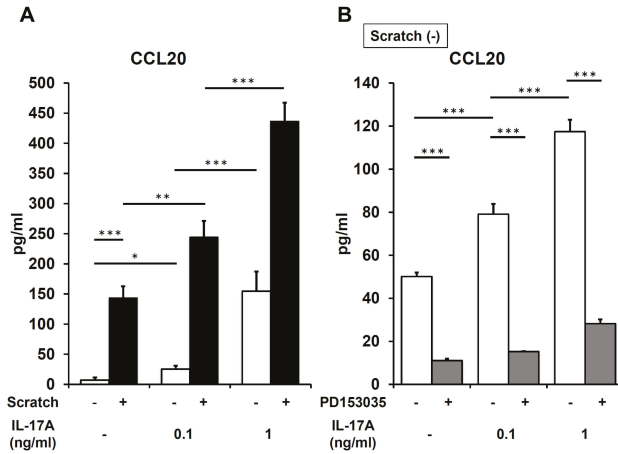 A
CCL20
500
450
400
350
300
250
200
150
100
50
0
pg/ml
***
***
**
***
*
Scratch - + - + - +
IL-17A
(ng/ml) - 0.1 1
B
Scratch (-)
CCL20
140
120
100
80
60
40
20
0
pg/ml
***
***
***
***
***
PD153035 - + - + - +
IL-17A
(ng/ml) - 0.1 1